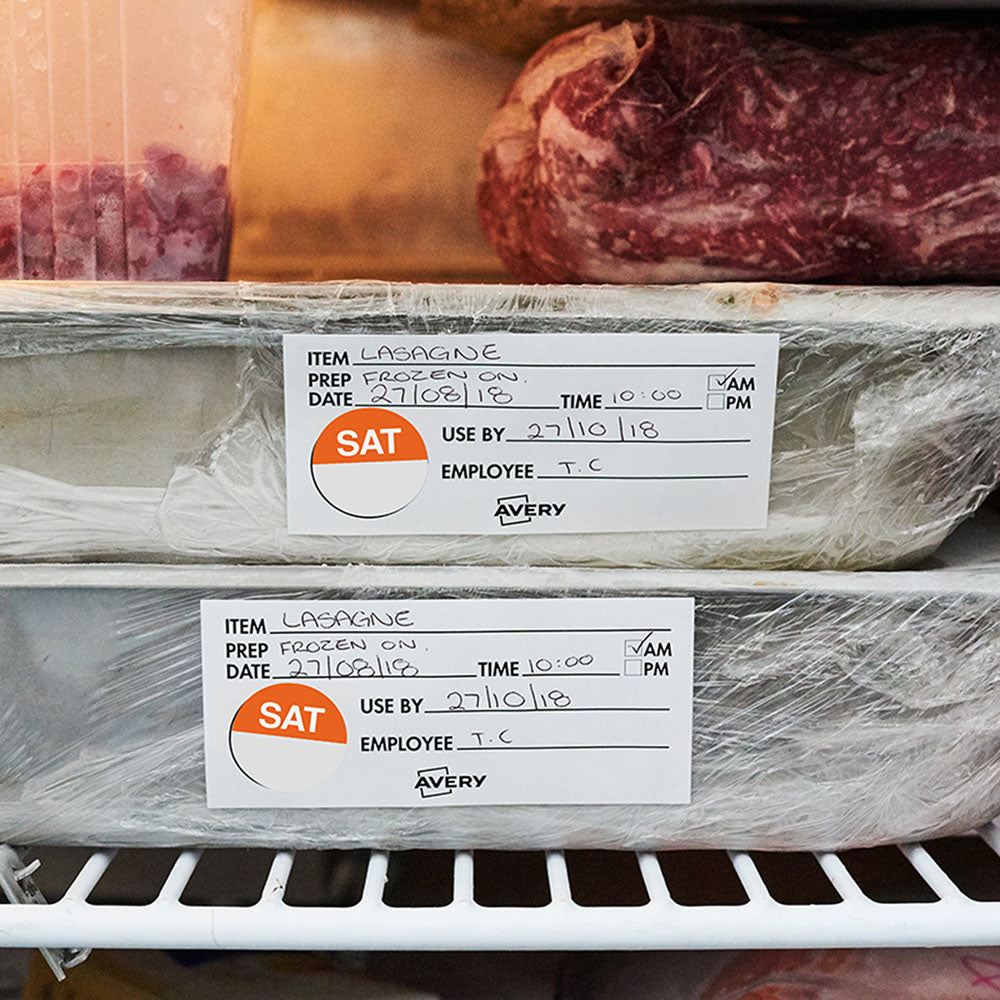 ITEM LASAGNE
PREP FROZEN ON. AM
DATE 27/08/18 TIME 10:00 PM
SAT USE BY 27/10/18
EMPLOYEE T.C
AVERY
ITEM LASAGNE
PREP FROZEN ON. AM
DATE 27/08/18 TIME 10:00 PM
SAT USE BY 27/10/18
EMPLOYEE T.C
AVERY